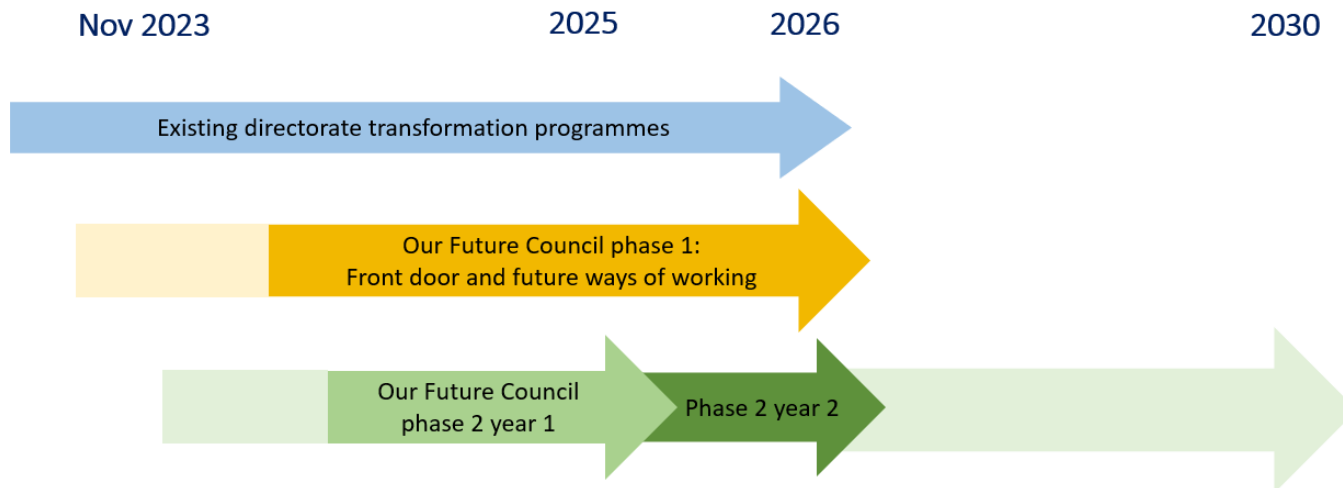 Nov 2023 2025 2026 2030
Existing directorate transformation programmes
Our Future Council phase 1:
Front door and future ways of working
Our Future Council
phase 2 year 1
Phase 2 year 2